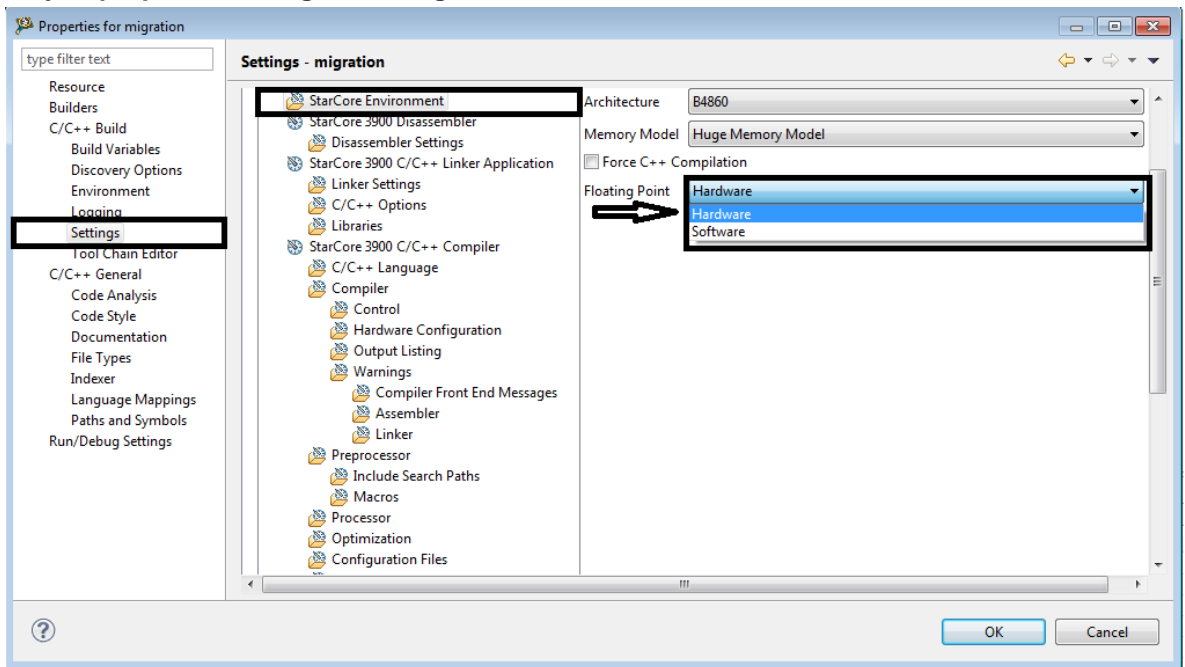 Properties for migration
type filter text
Settings - migration
Resource
Builders
C/C++ Build
Build Variables
Discovery Options
Environment
Logging
Settings
Tool Chain Editor
C/C++ General
Code Analysis
Code Style
Documentation
File Types
Indexer
Language Mappings
Paths and Symbols
Run/Debug Settings
StarCore Environment
StarCore 3900 Disassembler
Disassembler Settings
StarCore 3900 C/C++ Linker Application
Linker Settings
C/C++ Options
Libraries
StarCore 3900 C/C++ Compiler
C/C++ Language
Compiler
Control
Hardware Configuration
Output Listing
Warnings
Compiler Front End Messages
Assembler
Linker
Preprocessor
Include Search Paths
Macros
Processor
Optimization
Configuration Files
Architecture B4860
Memory Model Huge Memory Model
Force C++ Compilation
Floating Point Hardware
Hardware
Software
OK Cancel